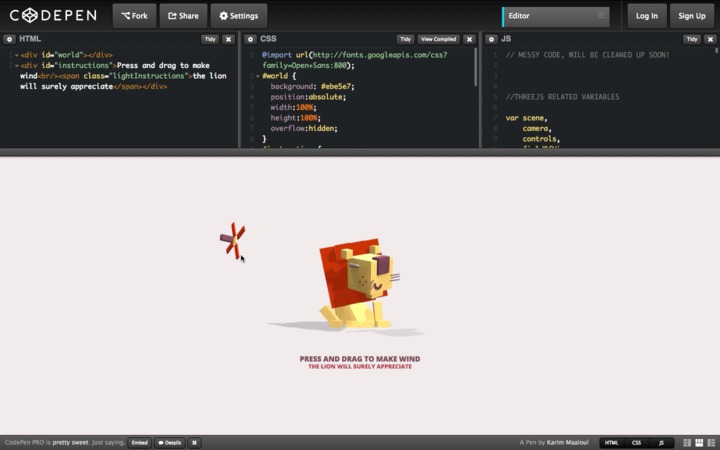 CODEPEN
Fork
Share
Settings
Editor
Log In
Sign Up
HTML
Tidy
1 <div id="world"></div>
2 <div id="instructions">Press and drag to make
wind<br/><span class="lightInstructions">the lion
will surely appreciate</span></div>
CSS
Tidy
View Compiled
1 @import url(http://fonts.googleapis.com/css?
family=Open+Sans:800);
2 #world {
3 background: #ebe5e7;
4 position:absolute;
5 width:100%;
6 height:100%;
7 overflow:hidden;
8 }
JS
Tidy
1 // MESSY CODE, WILL BE CLEANED UP SOON!
//THREEJS RELATED VARIABLES
var scene,
camera,
controls,
PRESS AND DRAG TO MAKE WIND
THE LION WILL SURELY APPRECIATE
CodePen PRO is pretty sweet. Just saying.
Embed
Details
A Pen by Karim Maaloul
HTML
CSS
JS